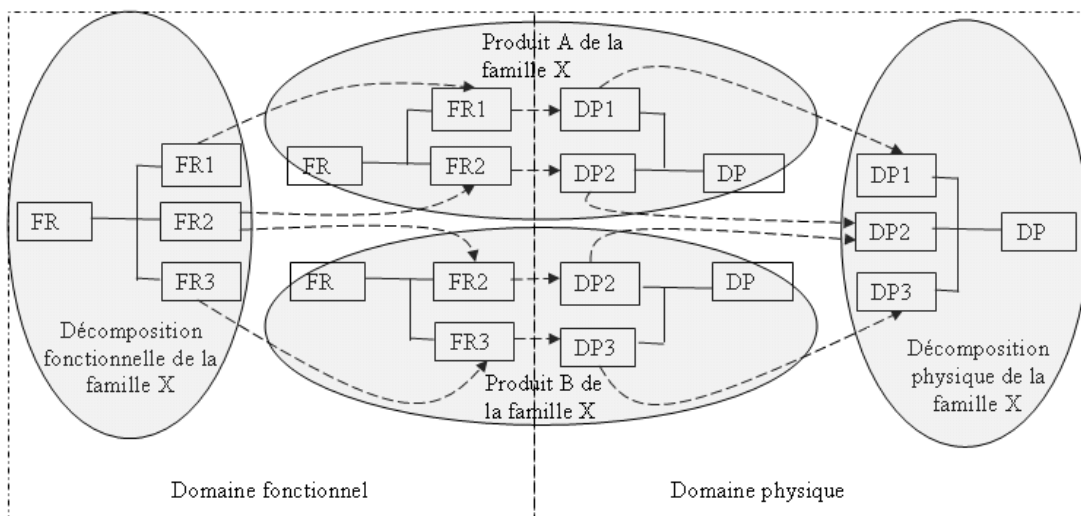 Produit A de la
famille X
FR1
DP1
FR
FR2
DP2
DP
FR1
FR
FR2
FR3
Décomposition
fonctionnelle de la
famille X
FR
FR2
DP2
DP
FR3
DP3
Produit B de
la famille X
DP1
DP2
DP
DP3
Décomposition
physique de la
famille X
Domaine fonctionnel
Domaine physique